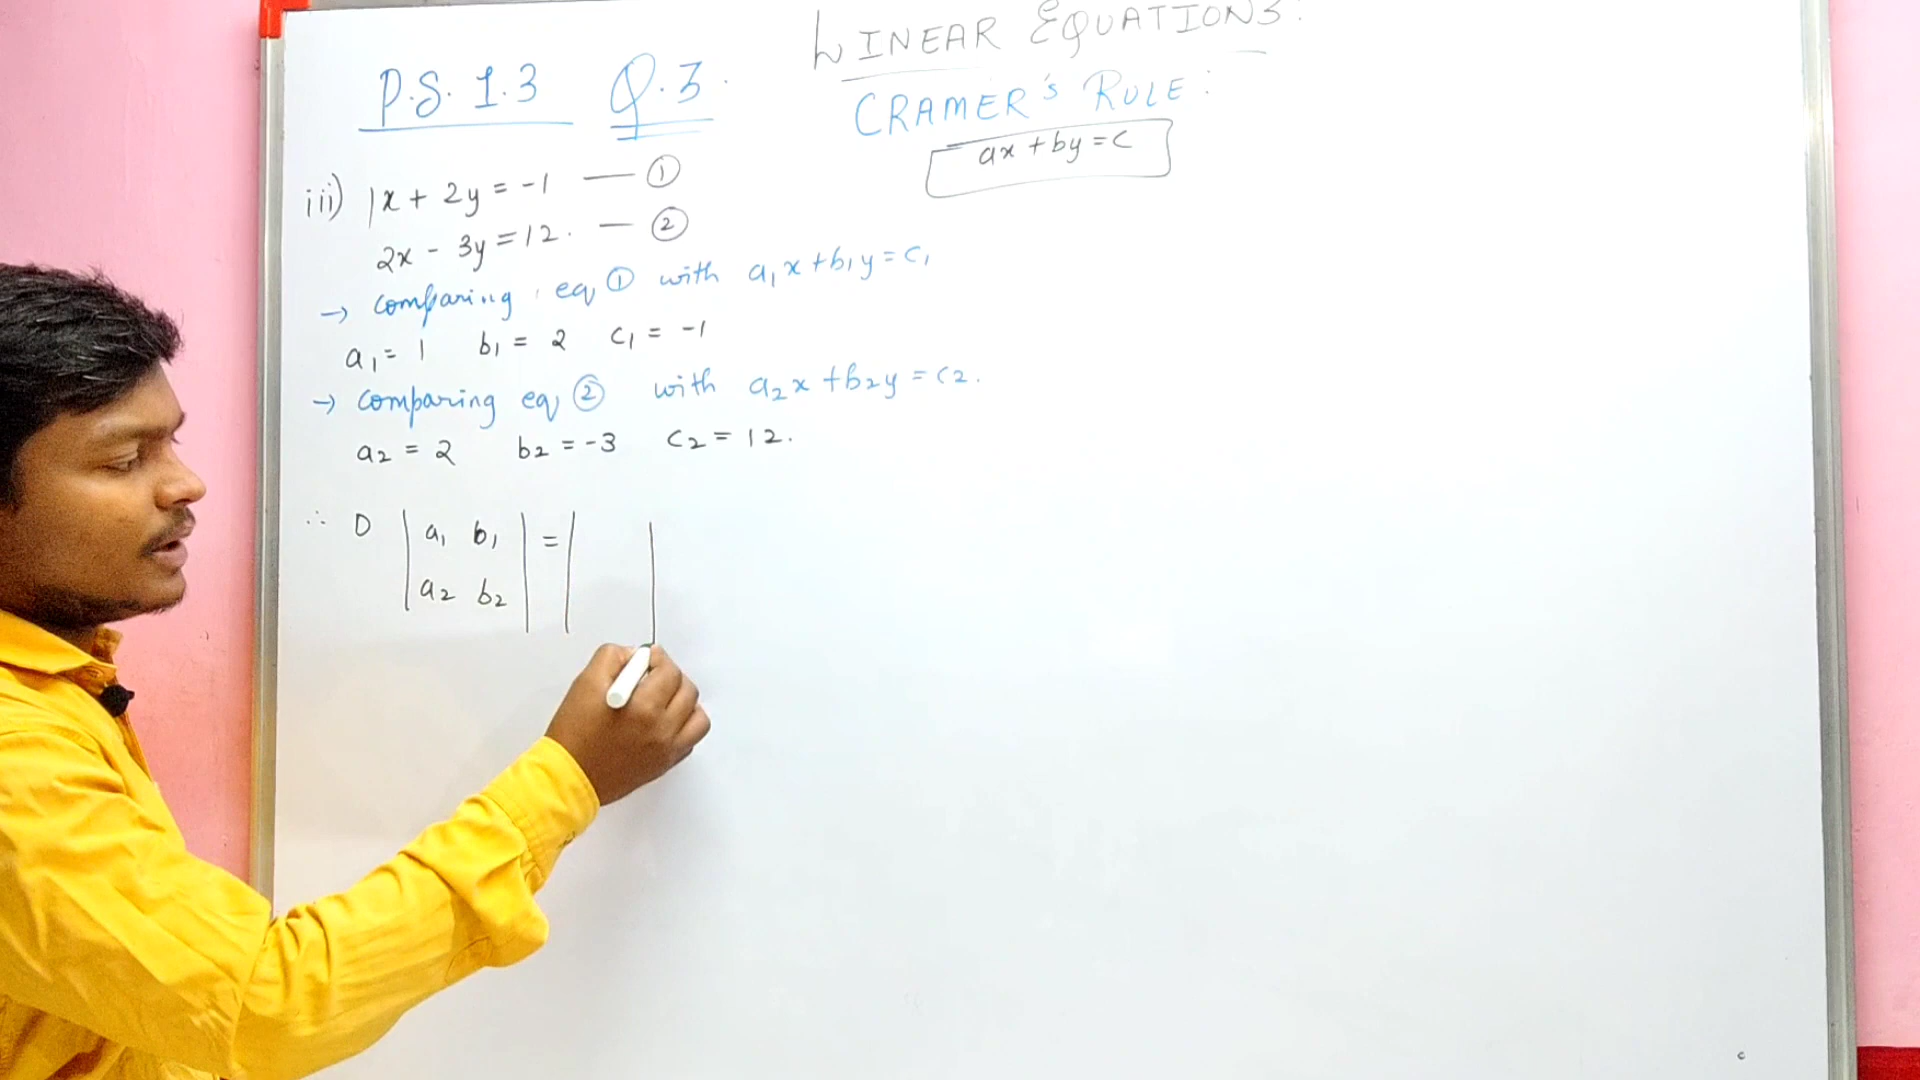 LINEAR EQUATIONS.
P.S. 1.3 Q.3.
CRAMER'S RULE:
ax + by = c
iii) 1x + 2y = -1 — ①
2x - 3y = 12. — ②
→ comparing eq ① with a₁x + b₁y = c₁
a₁ = 1 b₁ = 2 c₁ = -1
→ comparing eq ② with a₂x + b₂y = c₂.
a₂ = 2 b₂ = -3 c₂ = 12.
∴ D | a₁ b₁ | = | |
| a₂ b₂ |